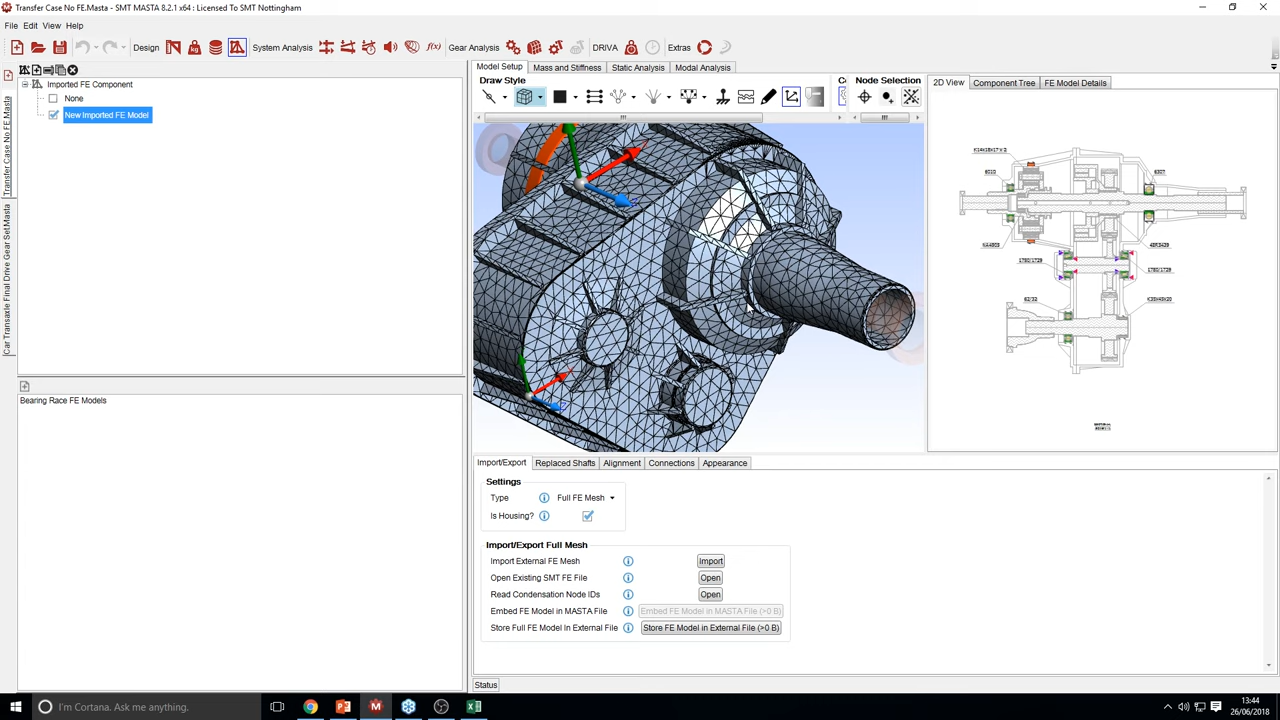 Transfer Case No FE.Masta - SMT MASTA 8.2.1 x64 : Licensed To SMT Nottingham
File Edit View Help
Design System Analysis f(x) Gear Analysis DRIVA Extras
Model Setup Mass and Stiffness Static Analysis Modal Analysis
Draw Style Node Selection
2D View Component Tree FE Model Details
Imported FE Component
None
New Imported FE Model
Transfer Case No FE.Masta
Car Transaxle Final Drive Gear Set.Masta
6010
6307
1750/1729
1750/1729
Bearing Race FE Models
Import/Export Replaced Shafts Alignment Connections Appearance
Settings
Type Full FE Mesh
Is Housing?
Import/Export Full Mesh
Import External FE Mesh Import
Open Existing SMT FE File Open
Read Condensation Node IDs Open
Embed FE Model in MASTA File Embed FE Model in MASTA File (>0 B)
Store Full FE Model In External File Store FE Model in External File (>0 B)
Status
I'm Cortana. Ask me anything.
13:44
26/06/2018